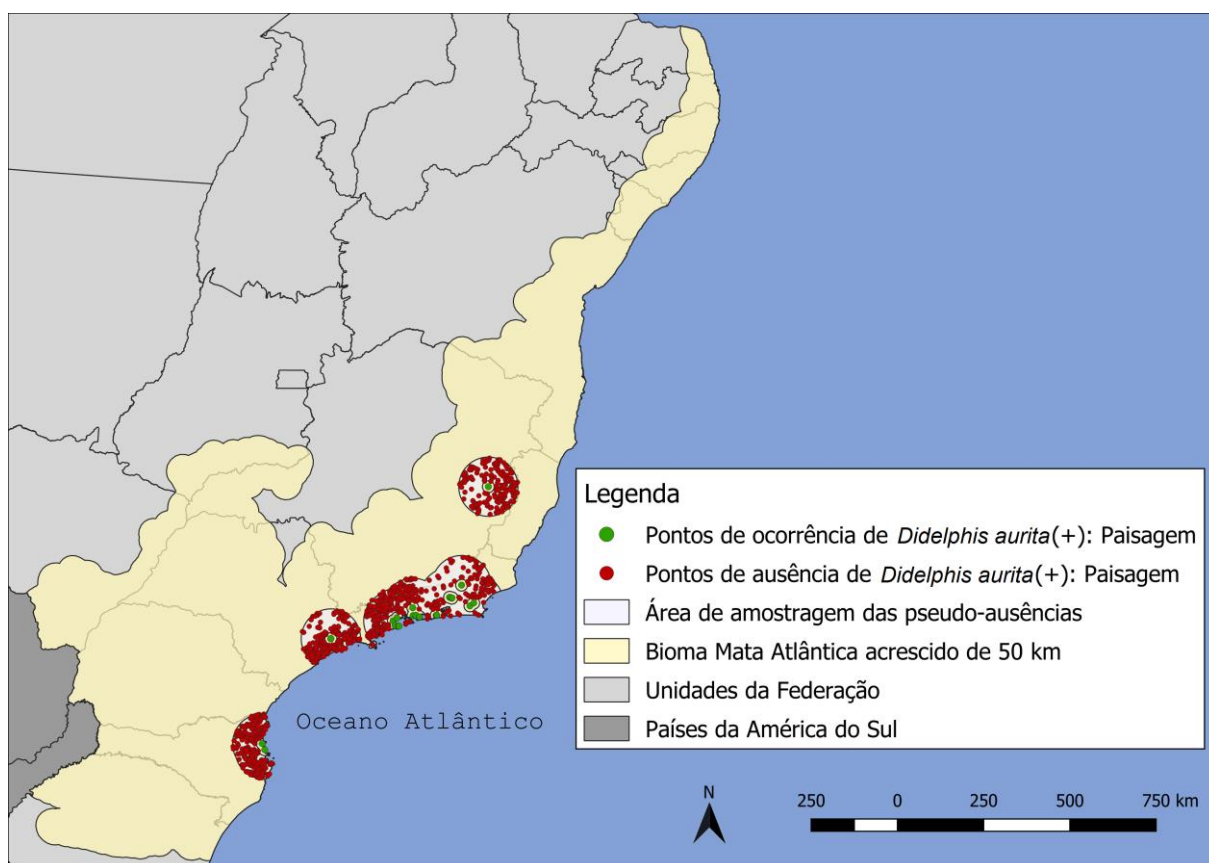 Legenda
Pontos de ocorrência de Didelphis aurita(+): Paisagem
Pontos de ausência de Didelphis aurita(+): Paisagem
Área de amostragem das pseudo-ausências
Bioma Mata Atlântica acrescido de 50 km
Unidades da Federação
Países da América do Sul
Oceano Atlântico
N
250 0 250 500 750 km